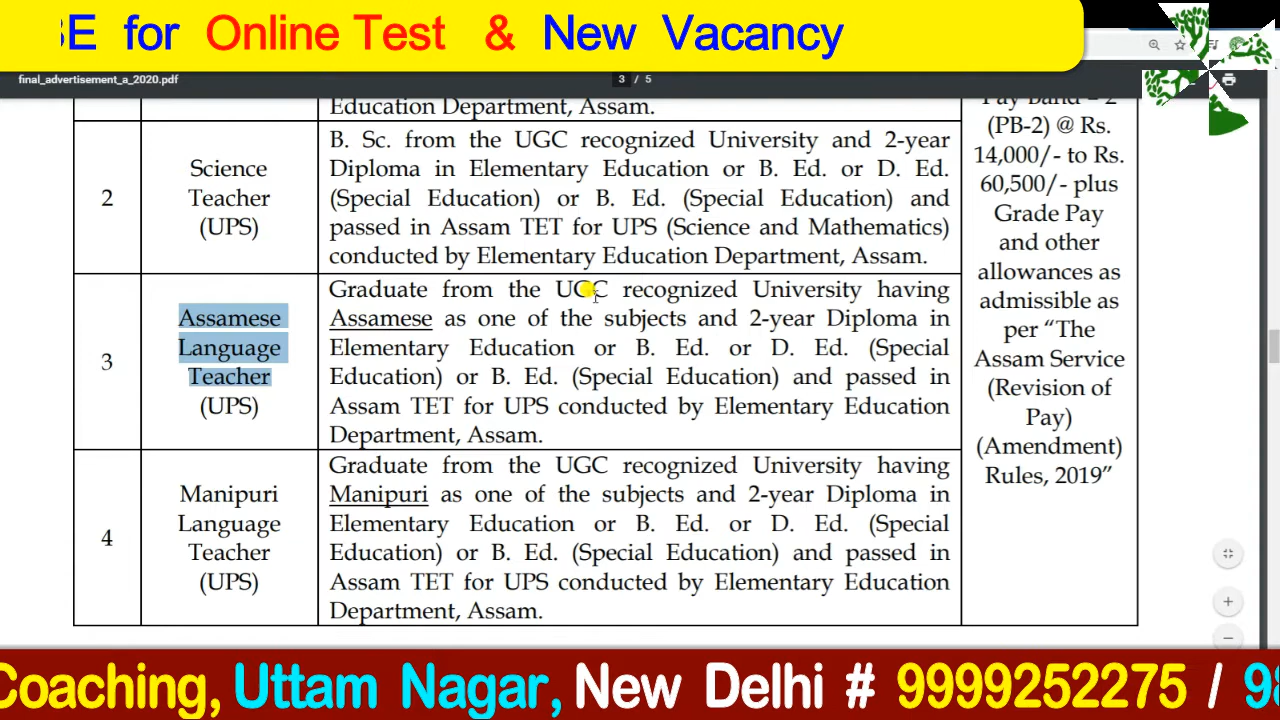 BE for Online Test & New Vacancy
final_advertisement_a_2020.pdf
3 / 5
Education Department, Assam.
2
Science
Teacher
(UPS)
B. Sc. from the UGC recognized University and 2-year
Diploma in Elementary Education or B. Ed. or D. Ed.
(Special Education) or B. Ed. (Special Education) and
passed in Assam TET for UPS (Science and Mathematics)
conducted by Elementary Education Department, Assam.
3
Assamese
Language
Teacher
(UPS)
Graduate from the UGC recognized University having
Assamese as one of the subjects and 2-year Diploma in
Elementary Education or B. Ed. or D. Ed. (Special
Education) or B. Ed. (Special Education) and passed in
Assam TET for UPS conducted by Elementary Education
Department, Assam.
4
Manipuri
Language
Teacher
(UPS)
Graduate from the UGC recognized University having
Manipuri as one of the subjects and 2-year Diploma in
Elementary Education or B. Ed. or D. Ed. (Special
Education) or B. Ed. (Special Education) and passed in
Assam TET for UPS conducted by Elementary Education
Department, Assam.
Pay Band – 2
(PB-2) @ Rs.
14,000/- to Rs.
60,500/- plus
Grade Pay
and other
allowances as
admissible as
per “The
Assam Service
(Revision of
Pay)
(Amendment)
Rules, 2019”
Coaching, Uttam Nagar, New Delhi # 9999252275 / 98